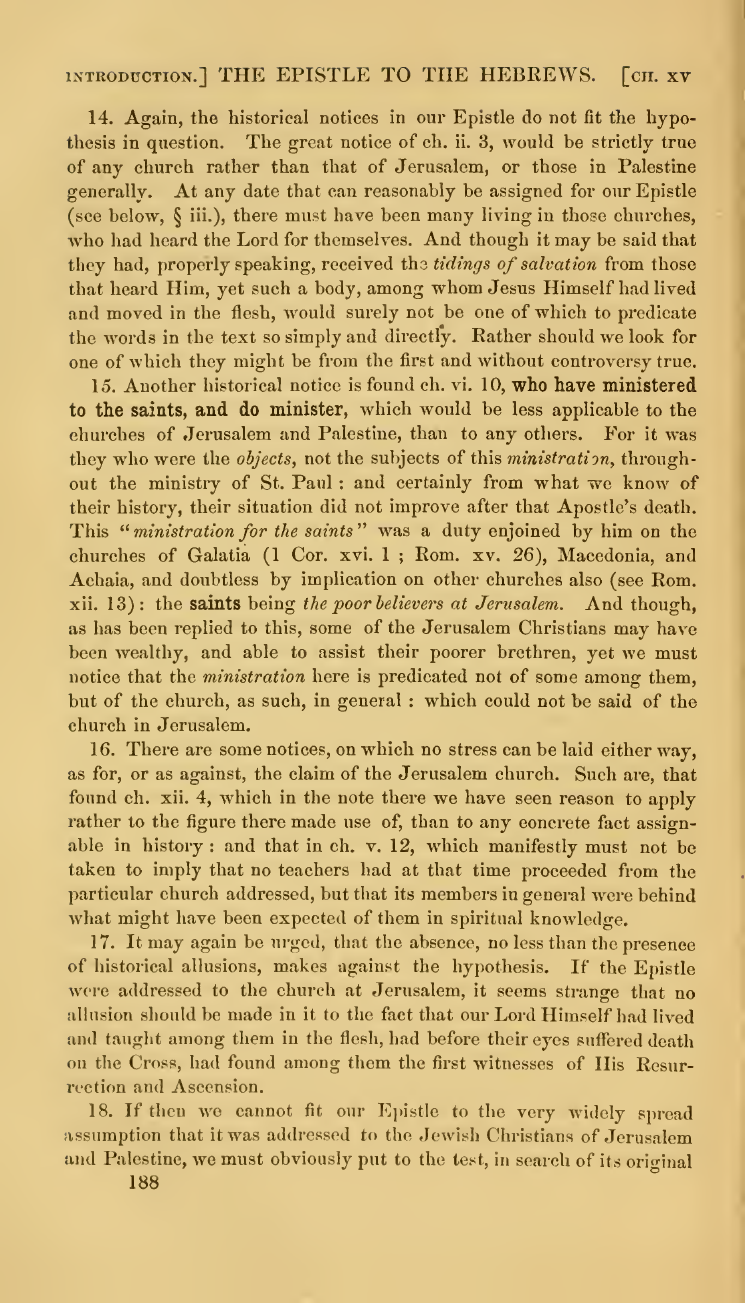 INTRODUCTION.] THE EPISTLE TO THE HEBREWS. [CH. XV
14. Again, the historical notices in our Epistle do not fit the hypo-
thesis in question. The great notice of ch. ii. 3, would be strictly true
of any church rather than that of Jerusalem, or those in Palestine
generally. At any date that can reasonably be assigned for our Epistle
(see below, § iii.), there must have been many living in those churches,
who had heard the Lord for themselves. And though it may be said that
they had, properly speaking, received the tidings of salvation from those
that heard Him, yet such a body, among whom Jesus Himself had lived
and moved in the flesh, would surely not be one of which to predicate
the words in the text so simply and directly. Rather should we look for
one of which they might be from the first and without controversy true.
15. Another historical notice is found ch. vi. 10, who have ministered
to the saints, and do minister, which would be less applicable to the
churches of Jerusalem and Palestine, than to any others. For it was
they who were the objects, not the subjects of this ministration, through-
out the ministry of St. Paul : and certainly from what we know of
their history, their situation did not improve after that Apostle's death.
This "ministration for the saints" was a duty enjoined by him on the
churches of Galatia (1 Cor. xvi. 1 ; Rom. xv. 26), Macedonia, and
Achaia, and doubtless by implication on other churches also (see Rom.
xii. 13) : the saints being the poor believers at Jerusalem. And though,
as has been replied to this, some of the Jerusalem Christians may have
been wealthy, and able to assist their poorer brethren, yet we must
notice that the ministration here is predicated not of some among them,
but of the church, as such, in general : which could not be said of the
church in Jerusalem.
16. There are some notices, on which no stress can be laid either way,
as for, or as against, the claim of the Jerusalem church. Such are, that
found ch. xii. 4, which in the note there we have seen reason to apply
rather to the figure there made use of, than to any concrete fact assign-
able in history : and that in ch. v. 12, which manifestly must not be
taken to imply that no teachers had at that time proceeded from the
particular church addressed, but that its members in general were behind
what might have been expected of them in spiritual knowledge.
17. It may again be urged, that the absence, no less than the presence
of historical allusions, makes against the hypothesis. If the Epistle
were addressed to the church at Jerusalem, it seems strange that no
allusion should be made in it to the fact that our Lord Himself had lived
and taught among them in the flesh, had before their eyes suffered death
on the Cross, had found among them the first witnesses of His Resur-
rection and Ascension.
18. If then we cannot fit our Epistle to the very widely spread
assumption that it was addressed to the Jewish Christians of Jerusalem
and Palestine, we must obviously put to the test, in search of its original
188